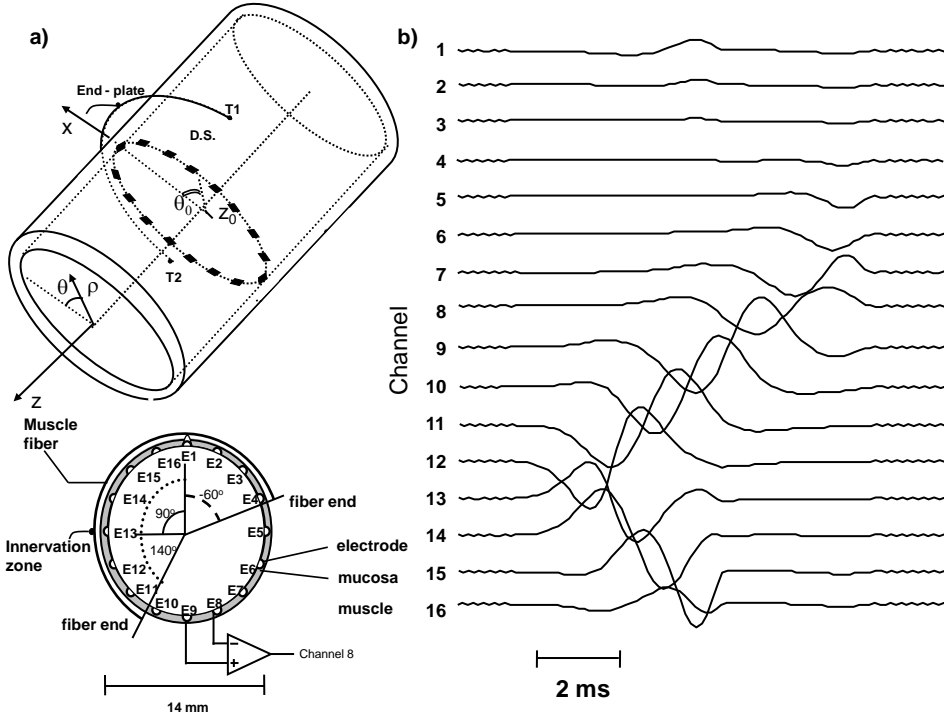 a)
End - plate
X
T1
D.S.
θ0
Z0
T2
θ
ρ
Z
Muscle
fiber
E1
E2
E3
E4
E5
E6
E7
E8
E9
E10
E11
E12
E13
E14
E15
E16
-60º
90º
140º
fiber end
Innervation
zone
fiber end
electrode
mucosa
muscle
−
+
Channel 8
14 mm
b)
Channel
1
2
3
4
5
6
7
8
9
10
11
12
13
14
15
16
2 ms